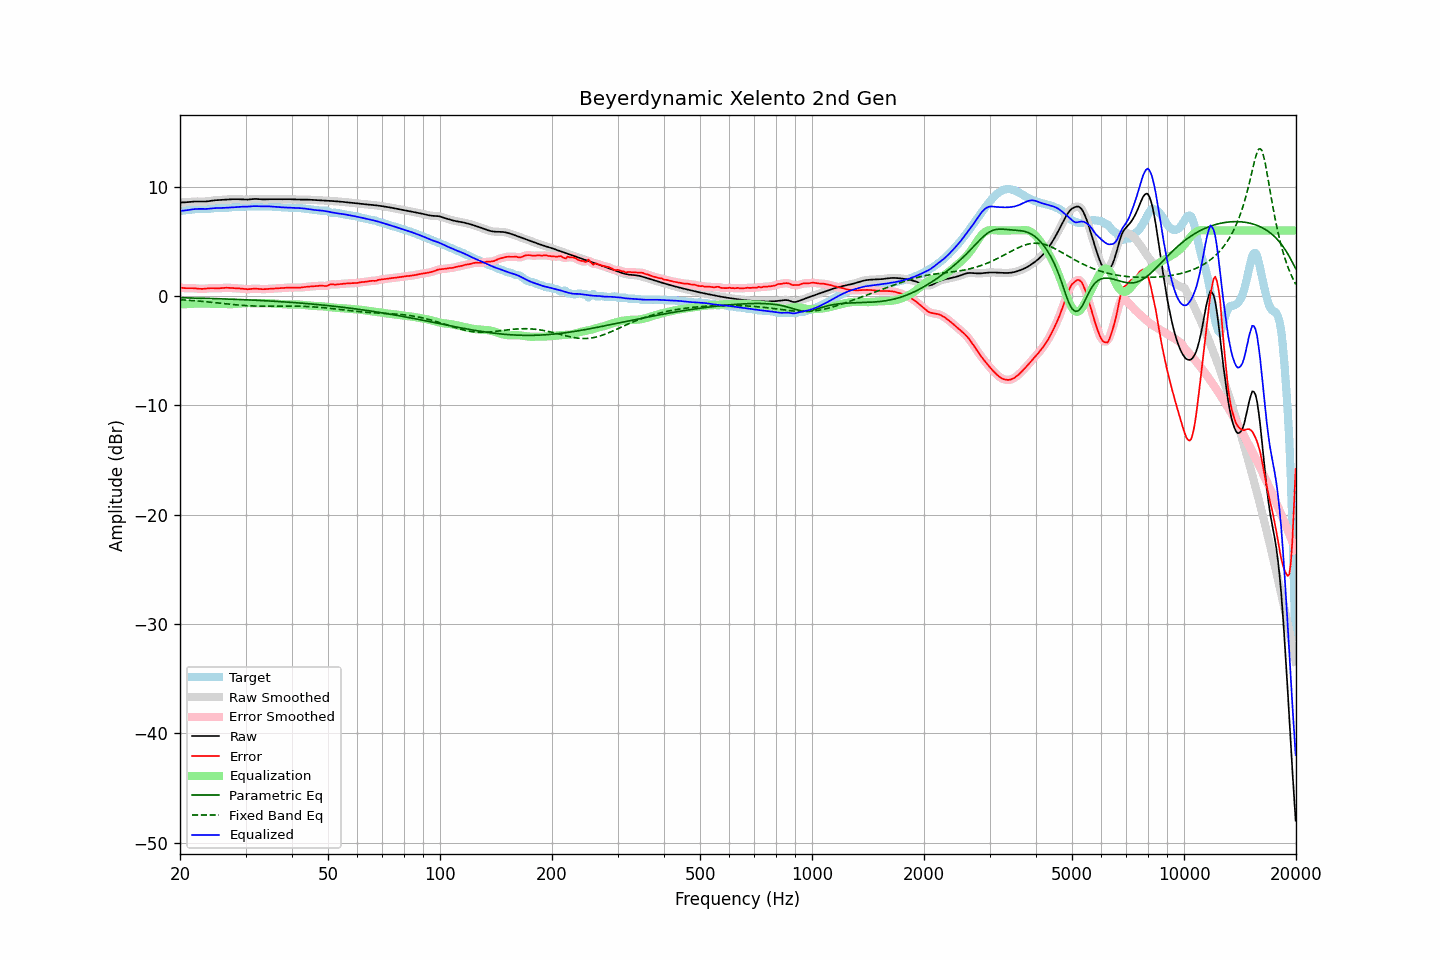 Beyerdynamic Xelento 2nd Gen
10
0
−10
−20
−30
−40
−50
Amplitude (dBr)
Target
Raw Smoothed
Error Smoothed
Raw
Error
Equalization
Parametric Eq
Fixed Band Eq
Equalized
20 50 100 200 500 1000 2000 5000 10000 20000
Frequency (Hz)